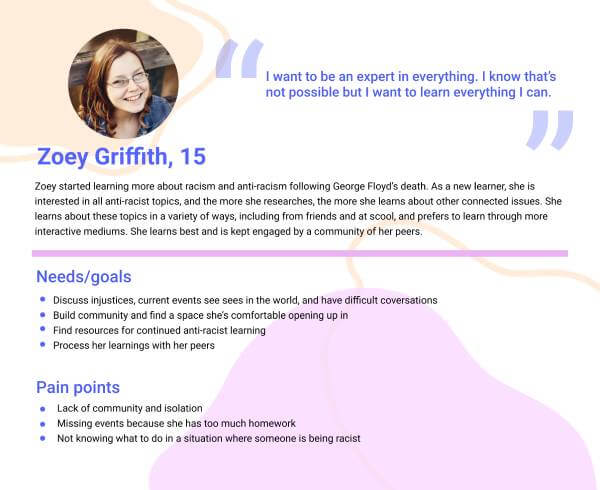 I want to be an expert in everything. I know that's
not possible but I want to learn everything I can.
Zoey Griffith, 15
Zoey started learning more about racism and anti-racism following George Floyd's death. As a new learner, she is
interested in all anti-racist topics, and the more she researches, the more she learns about other connected issues. She
learns about these topics in a variety of ways, including from friends and at scool, and prefers to learn through more
interactive mediums. She learns best and is kept engaged by a community of her peers.
Needs/goals
Discuss injustices, current events see sees in the world, and have difficult coversations
Build community and find a space she's comfortable opening up in
Find resources for continued anti-racist learning
Process her learnings with her peers
Pain points
Lack of community and isolation
Missing events because she has too much homework
Not knowing what to do in a situation where someone is being racist